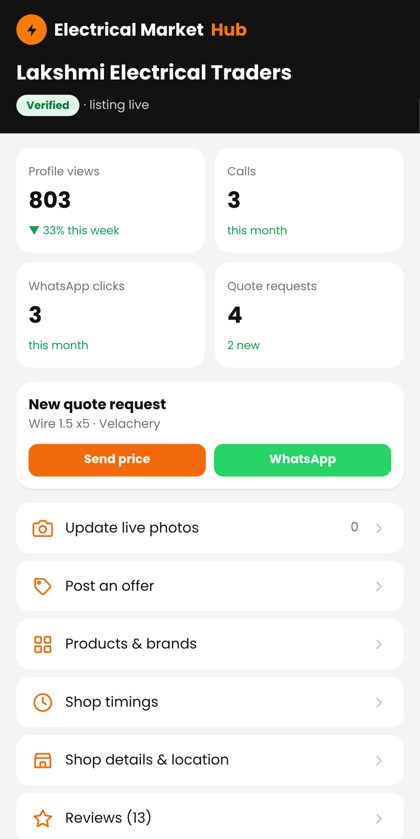 Electrical Market Hub
Lakshmi Electrical Traders
Verified · listing live
Profile views
803
▼ 33% this week
Calls
3
this month
WhatsApp clicks
3
this month
Quote requests
4
2 new
New quote request
Wire 1.5 x5 · Velachery
Send price
WhatsApp
Update live photos 0
Post an offer
Products & brands
Shop timings
Shop details & location
Reviews (13)